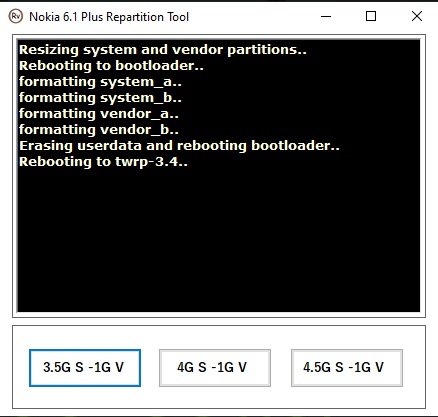 Rv Nokia 6.1 Plus Repartition Tool
Resizing system and vendor partitions..
Rebooting to bootloader..
formatting system_a..
formatting system_b..
formatting vendor_a..
formatting vendor_b..
Erasing userdata and rebooting bootloader..
Rebooting to twrp-3.4..
3.5G S -1G V
4G S -1G V
4.5G S -1G V